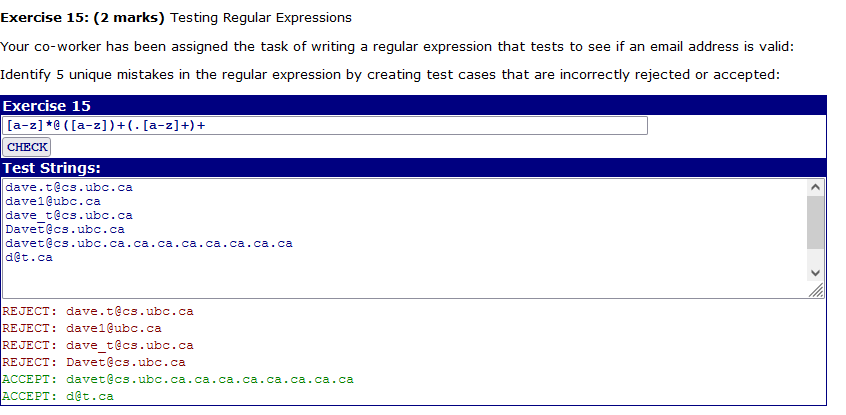 Exercise 15: (2 marks) Testing Regular Expressions
Your co-worker has been assigned the task of writing a regular expression that tests to see if an email address is valid:
Identify 5 unique mistakes in the regular expression by creating test cases that are incorrectly rejected or accepted:
Exercise 15
[a-z]*@([a-z])+(.[a-z]+)+
CHECK
Test Strings:
dave.t@cs.ubc.ca
dave1@ubc.ca
dave_t@cs.ubc.ca
Davet@cs.ubc.ca
davet@cs.ubc.ca.ca.ca.ca.ca.ca.ca.ca
d@t.ca
REJECT: dave.t@cs.ubc.ca
REJECT: dave1@ubc.ca
REJECT: dave_t@cs.ubc.ca
REJECT: Davet@cs.ubc.ca
ACCEPT: davet@cs.ubc.ca.ca.ca.ca.ca.ca.ca.ca
ACCEPT: d@t.ca